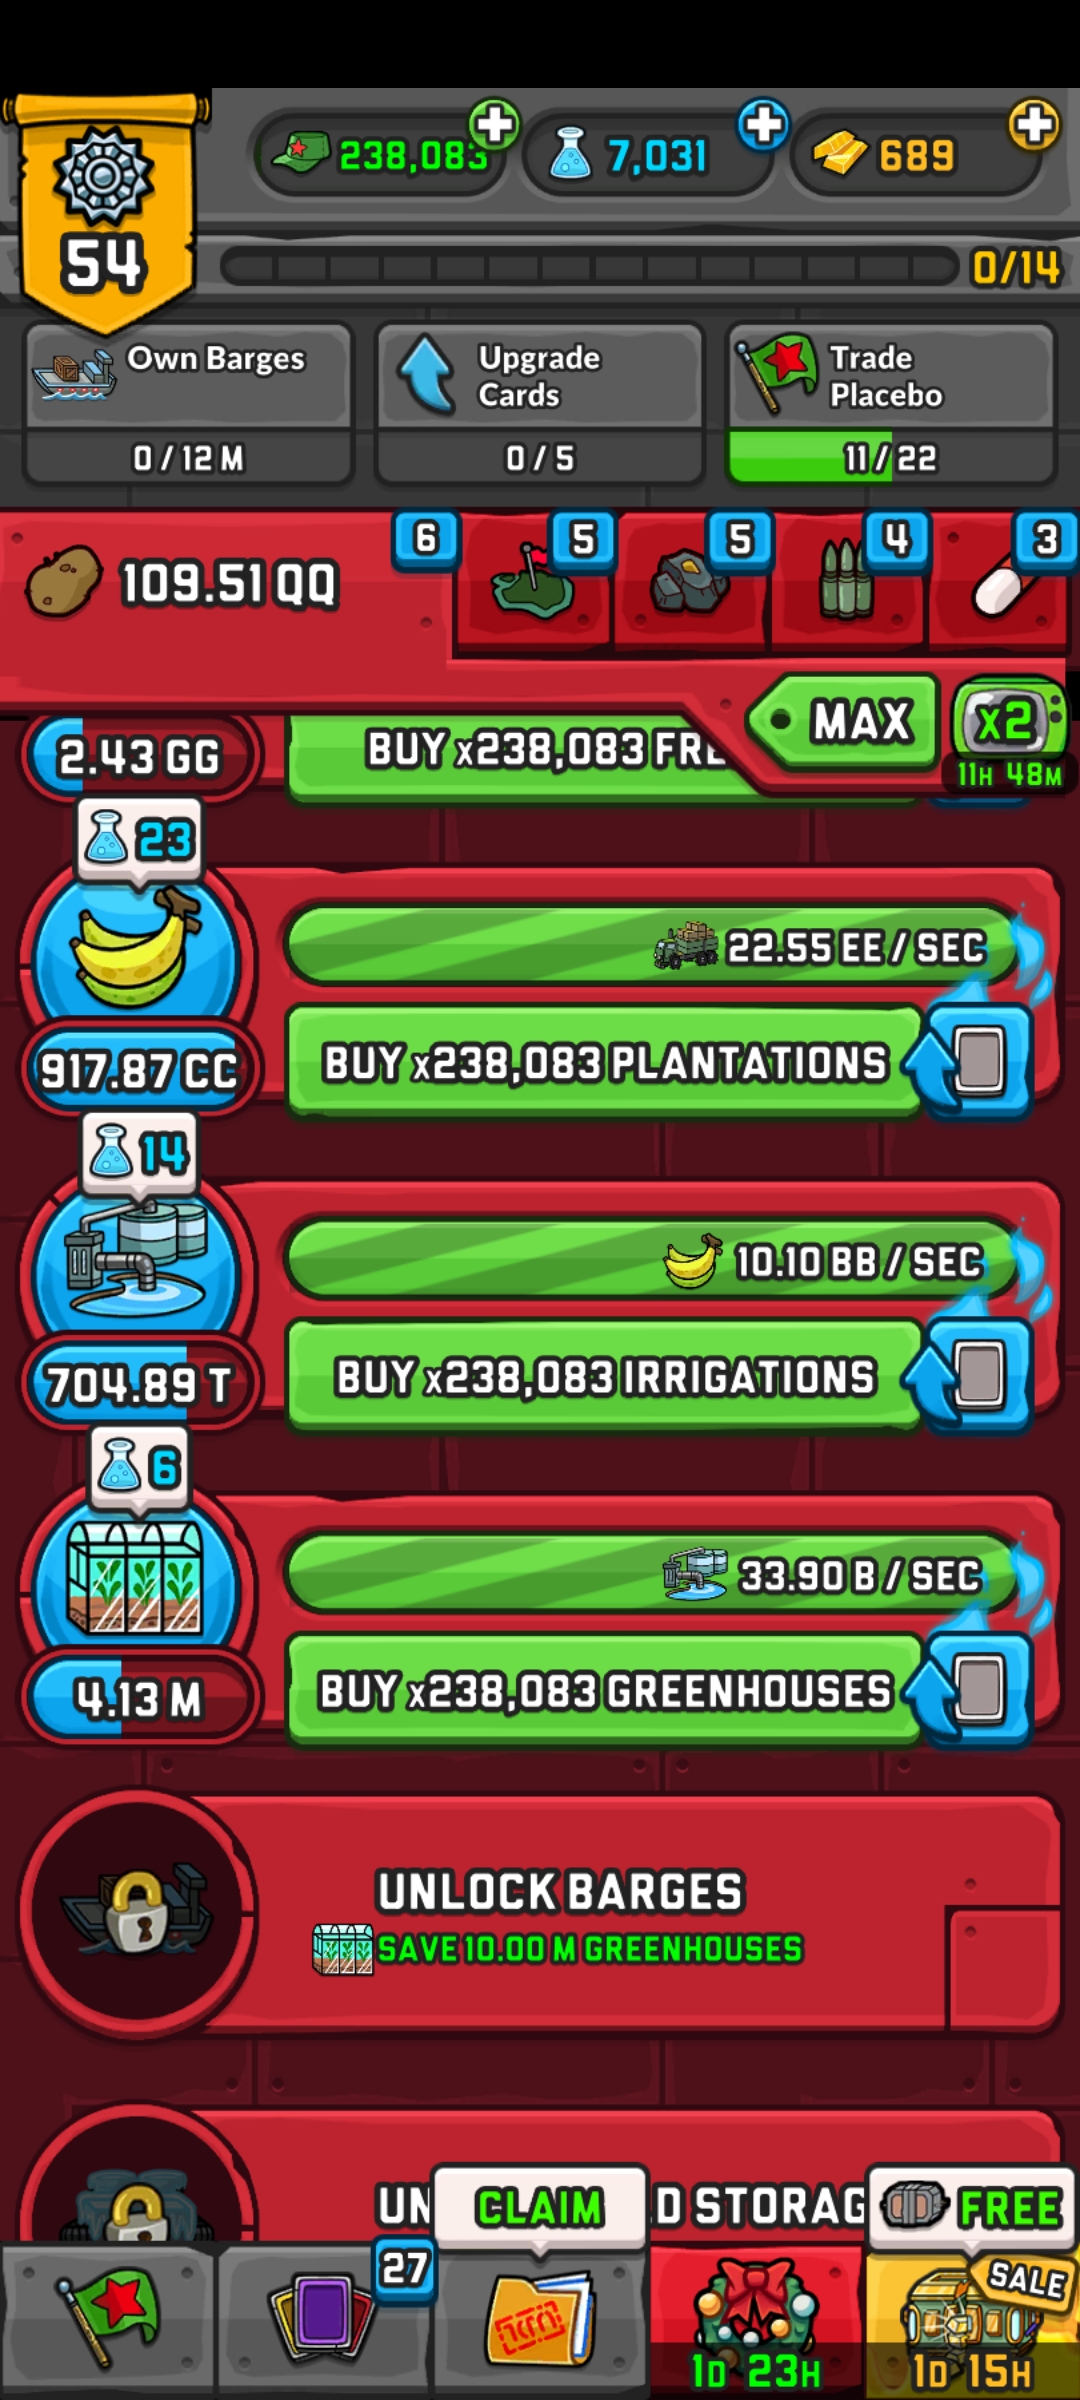 238,083
7,031
689
54
0/14
Own Barges
0 / 12 M
Upgrade
Cards
0 / 5
Trade
Placebo
11 / 22
109.51 QQ
6
5
5
4
3
MAX
x2
11H 48M
2.43 GG
BUY x238,083 FRE
23
22.55 EE / SEC
917.87 CC
BUY x238,083 PLANTATIONS
14
10.10 BB / SEC
704.89 T
BUY x238,083 IRRIGATIONS
6
33.90 B / SEC
4.13 M
BUY x238,083 GREENHOUSES
UNLOCK BARGES
SAVE 10.00 M GREENHOUSES
UN
D STORAG
CLAIM
FREE
27
SALE
1D 23H
1D 15H